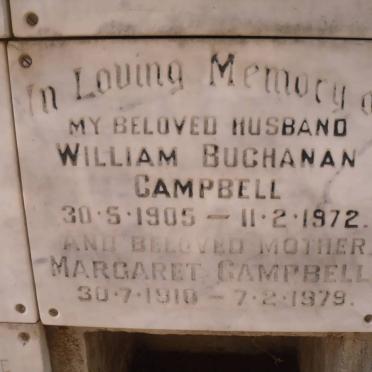 In Loving Memory o
MY BELOVED HUSBAND
WILLIAM BUCHANAN
CAMPBELL
30·5·1905 — 11·2·1972.
AND BELOVED MOTHER
MARGARET CAMPBELL
30·7·1910 — 7·2·1979.